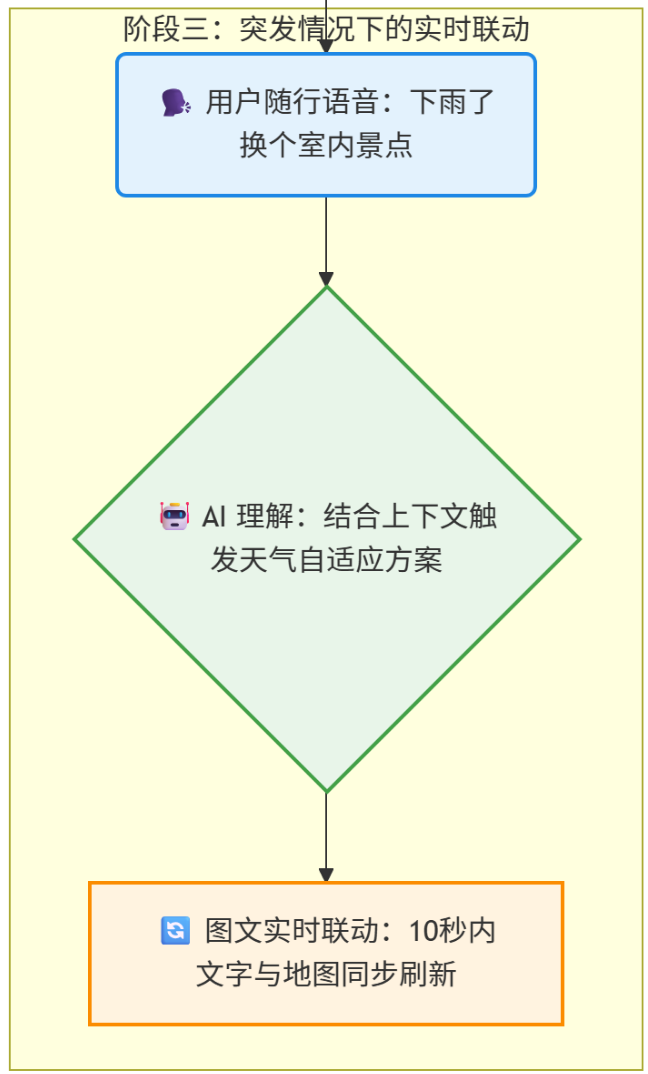 阶段三：突发情况下的实时联动
用户随行语音：下雨了
换个室内景点
AI 理解：结合上下文触
发天气自适应方案
图文实时联动：10秒内
文字与地图同步刷新